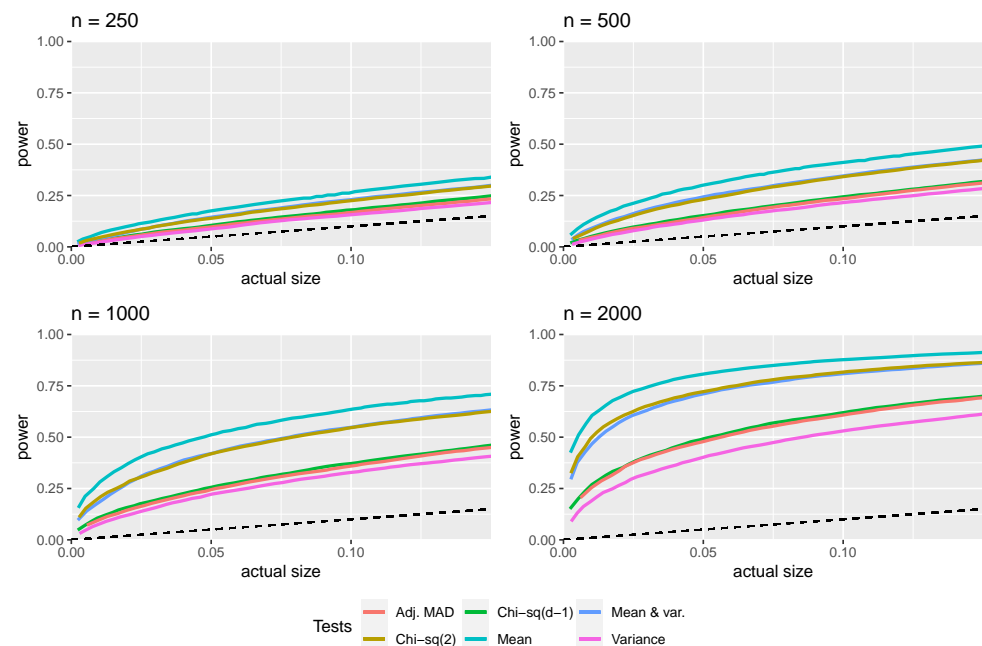 n = 250
1.00
0.75
0.50
0.25
0.00
power
0.00 0.05 0.10
actual size
n = 500
1.00
0.75
0.50
0.25
0.00
power
0.00 0.05 0.10
actual size
n = 1000
1.00
0.75
0.50
0.25
0.00
power
0.00 0.05 0.10
actual size
n = 2000
1.00
0.75
0.50
0.25
0.00
power
0.00 0.05 0.10
actual size
Tests
Adj. MAD Chi−sq(d−1) Mean & var.
Chi−sq(2) Mean Variance